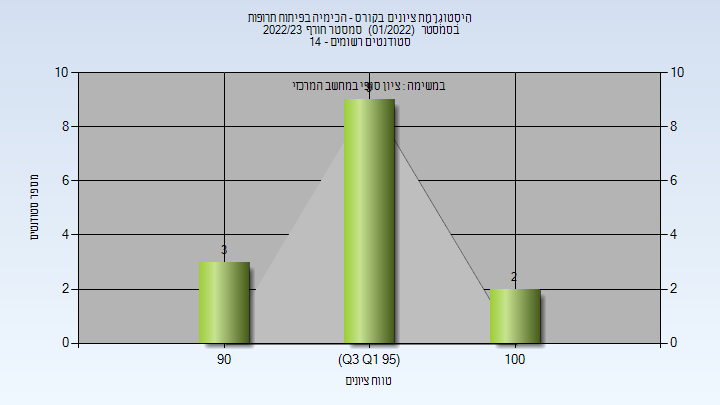 היסטוגרמת ציונים בקורס - הכימיה בפיתוח תרופות
בסמסטר (01/2022) סמסטר חורף 2022/23
סטודנטים רשומים - 14
במשימה : ציון סופי במחשב המרכזי
מספר סטודנטים
10
8
6
4
2
0
10
8
6
4
2
0
3
9
2
90
(Q3 Q1 95)
100
טווח ציונים